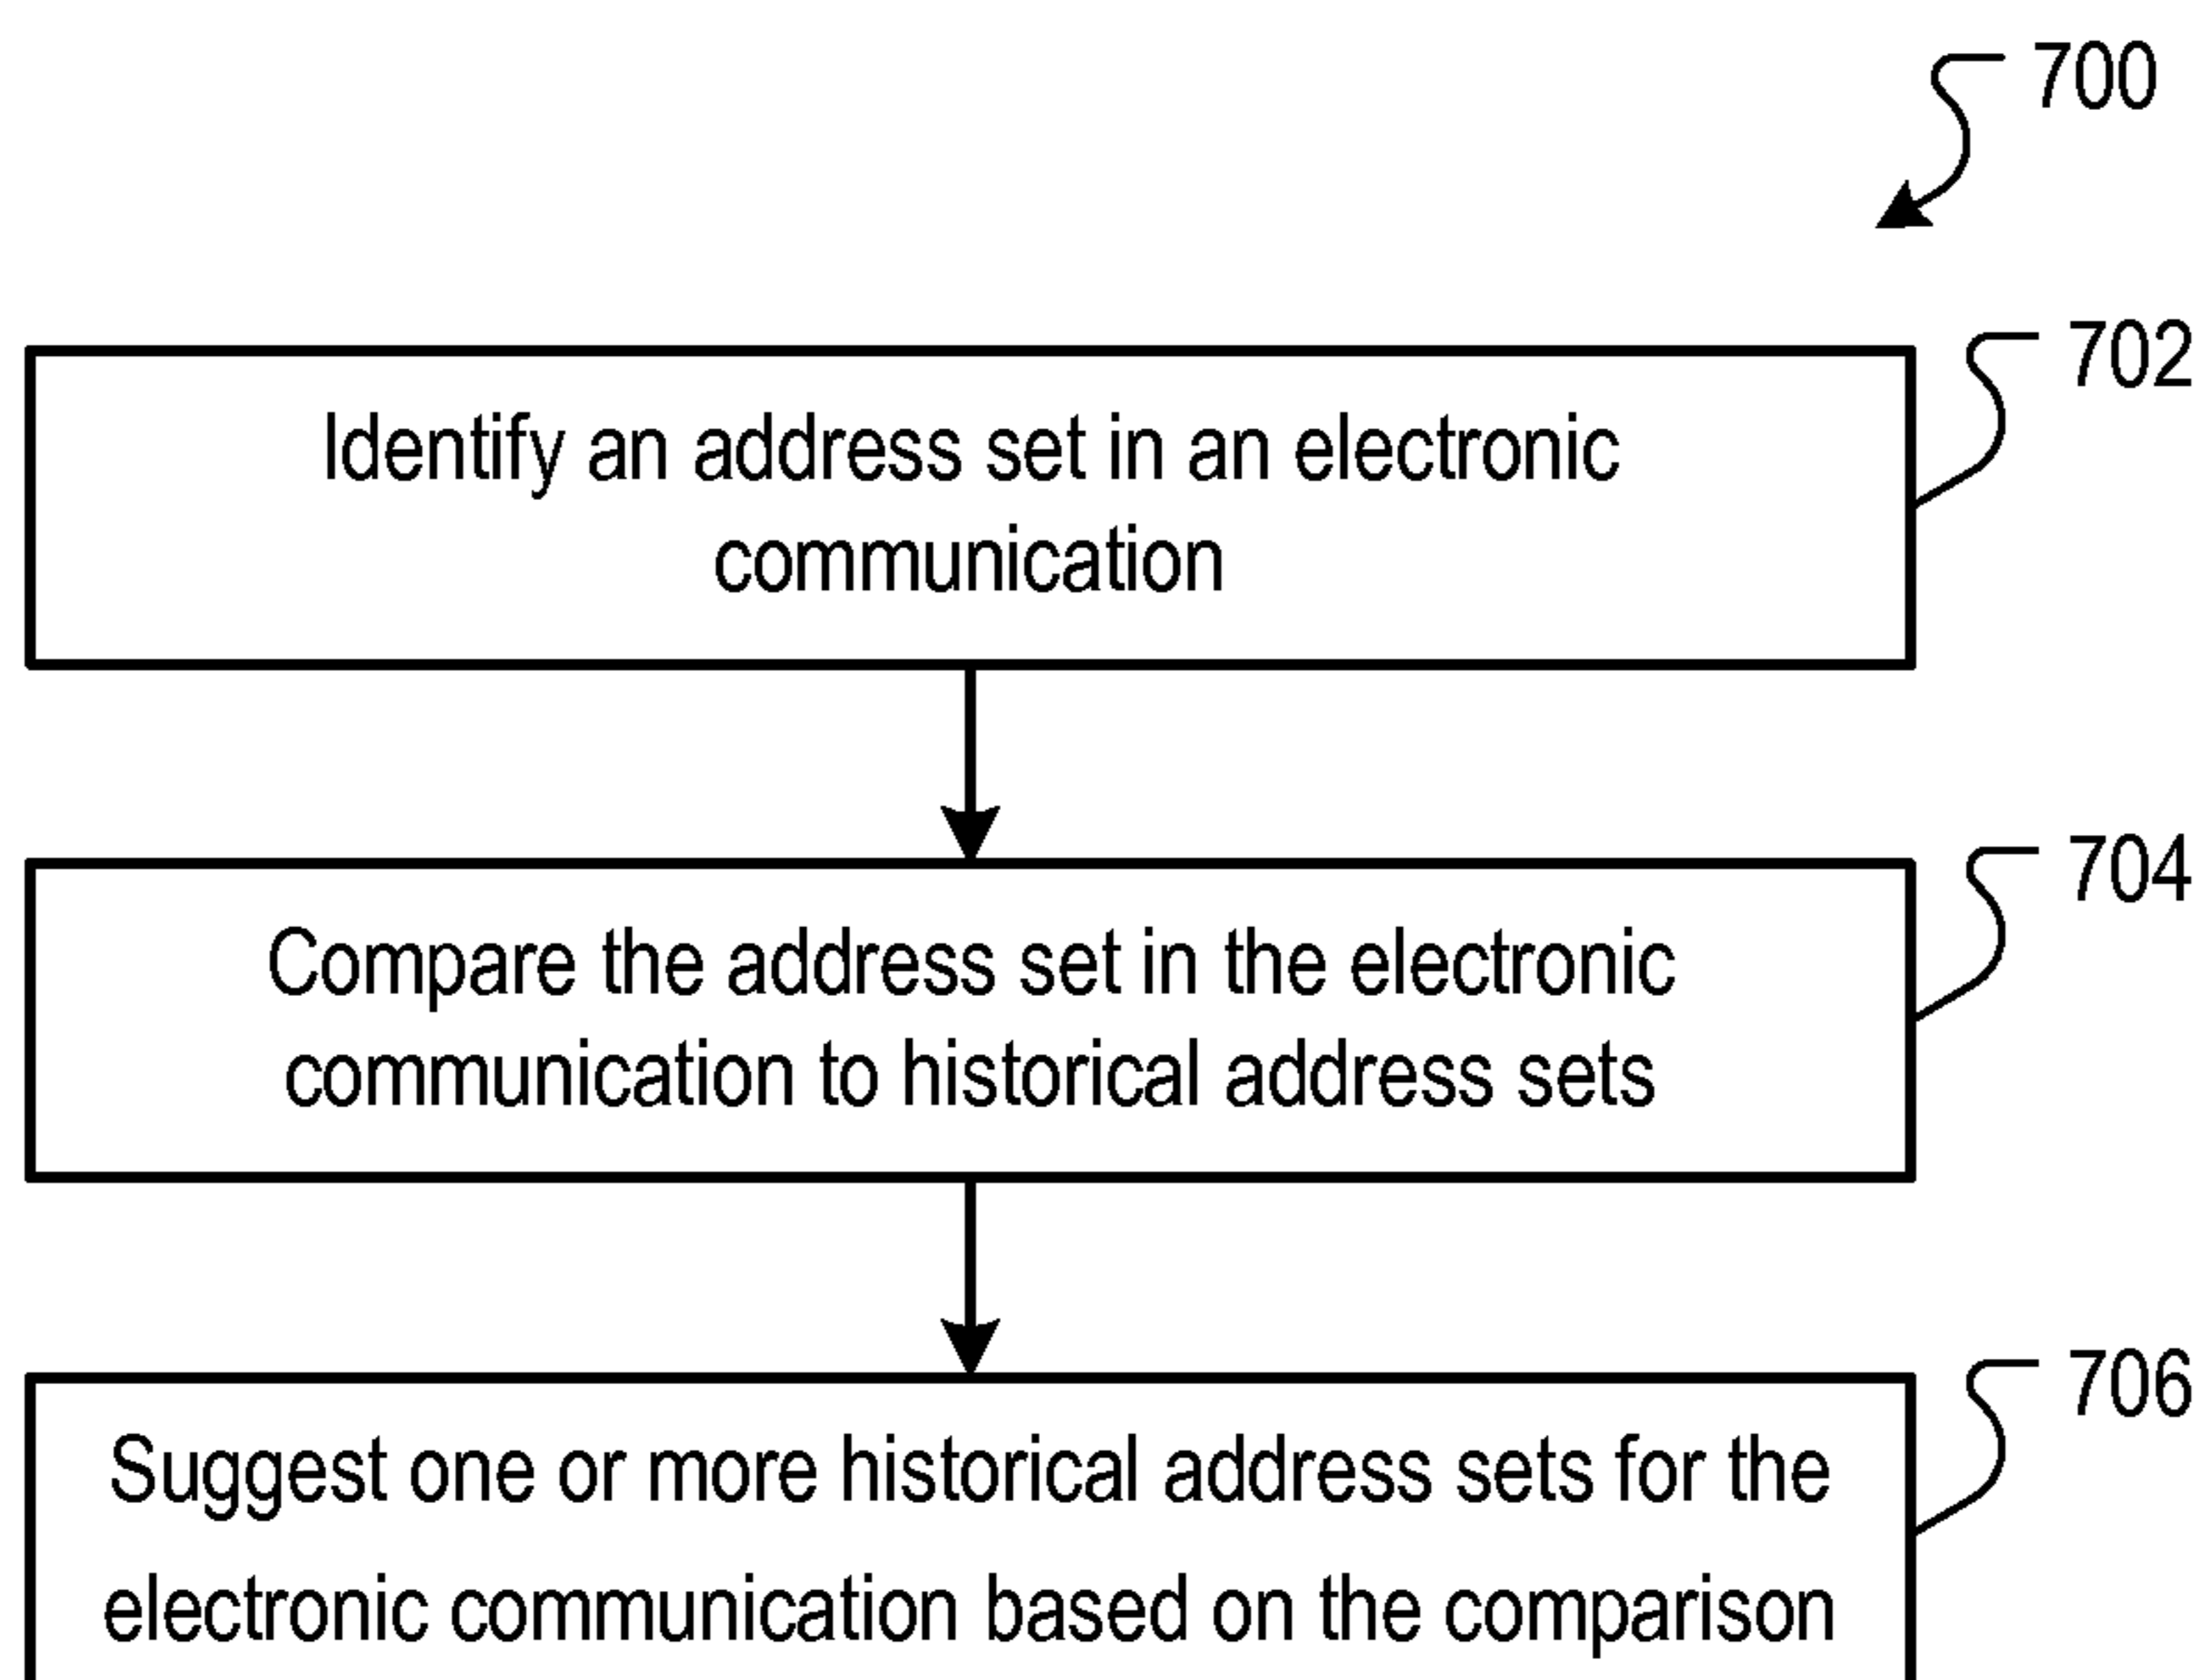 700
702
Identify an address set in an electronic
communication
704
Compare the address set in the electronic
communication to historical address sets
706
Suggest one or more historical address sets for the
electronic communication based on the comparison